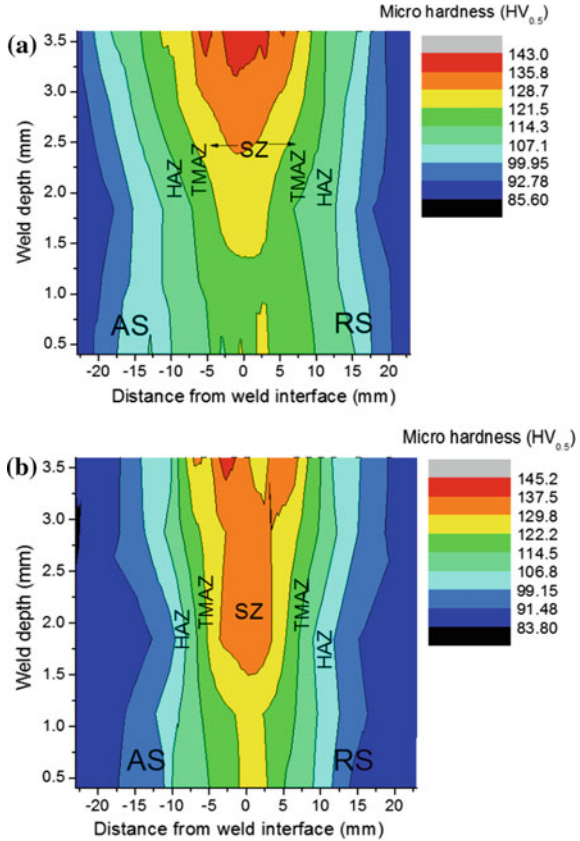 (a)
Micro hardness (HV0.5)
143.0
135.8
128.7
121.5
114.3
107.1
99.95
92.78
85.60
Weld depth (mm)
3.5
3.0
2.5
2.0
1.5
1.0
0.5
SZ
HAZ
TMAZ
TMAZ
HAZ
AS
RS
-20 -15 -10 -5 0 5 10 15 20
Distance from weld interface (mm)
(b)
Micro hardness (HV0.5)
145.2
137.5
129.8
122.2
114.5
106.8
99.15
91.48
83.80
Weld depth (mm)
3.5
3.0
2.5
2.0
1.5
1.0
0.5
HAZ
TMAZ
SZ
TMAZ
HAZ
AS
RS
-20 -15 -10 -5 0 5 10 15 20
Distance from weld interface (mm)